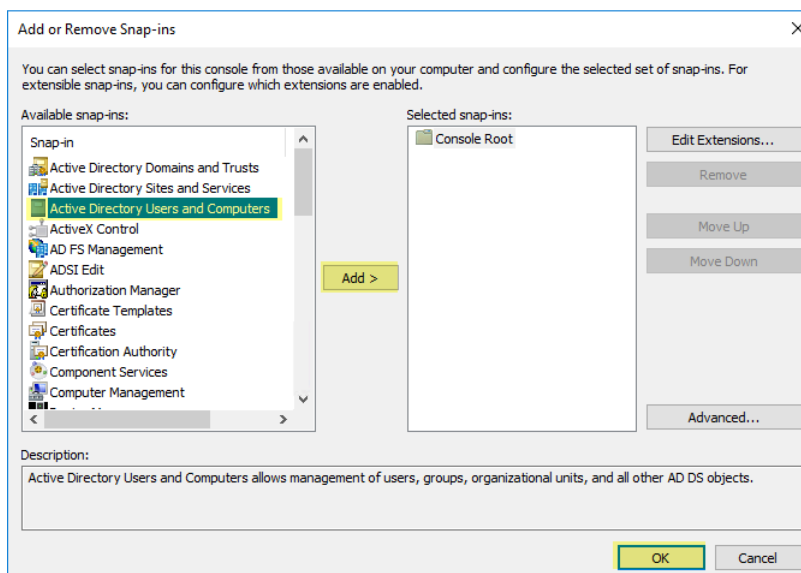 Add or Remove Snap-ins
You can select snap-ins for this console from those available on your computer and configure the selected set of snap-ins. For
extensible snap-ins, you can configure which extensions are enabled.
Available snap-ins:
Snap-in
Active Directory Domains and Trusts
Active Directory Sites and Services
Active Directory Users and Computers
ActiveX Control
AD FS Management
ADSI Edit
Authorization Manager
Certificate Templates
Certificates
Certification Authority
Component Services
Computer Management
Add >
Selected snap-ins:
Console Root
Edit Extensions...
Remove
Move Up
Move Down
Advanced...
Description:
Active Directory Users and Computers allows management of users, groups, organizational units, and all other AD DS objects.
OK
Cancel